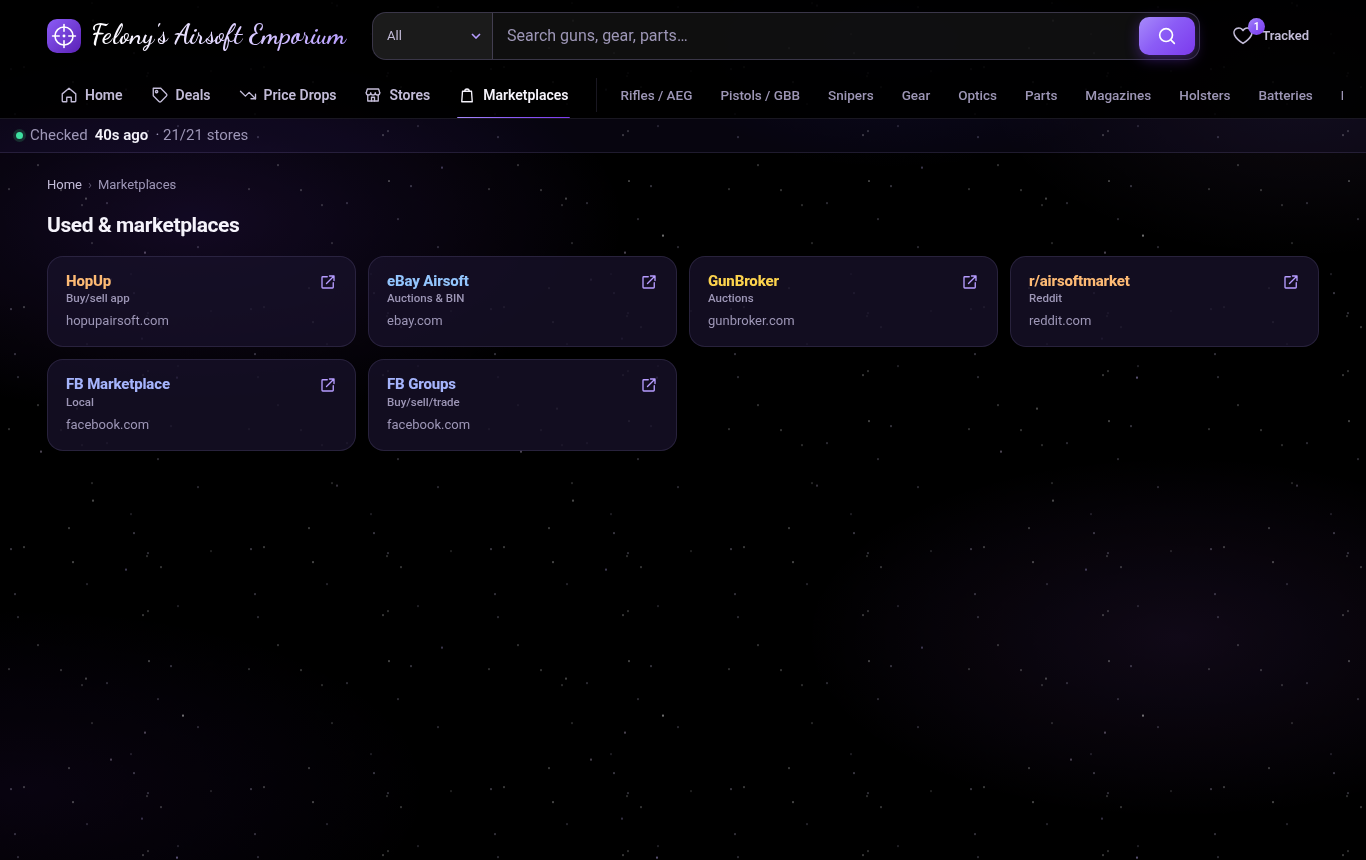 Felony's Airsoft Emporium
All
Search guns, gear, parts...
1
Tracked
Home
Deals
Price Drops
Stores
Marketplaces
Rifles / AEG
Pistols / GBB
Snipers
Gear
Optics
Parts
Magazines
Holsters
Batteries
Checked 40s ago · 21/21 stores
Home › Marketplaces
Used & marketplaces
HopUp
Buy/sell app
hopupairsoft.com
eBay Airsoft
Auctions & BIN
ebay.com
GunBroker
Auctions
gunbroker.com
r/airsoftmarket
Reddit
reddit.com
FB Marketplace
Local
facebook.com
FB Groups
Buy/sell/trade
facebook.com